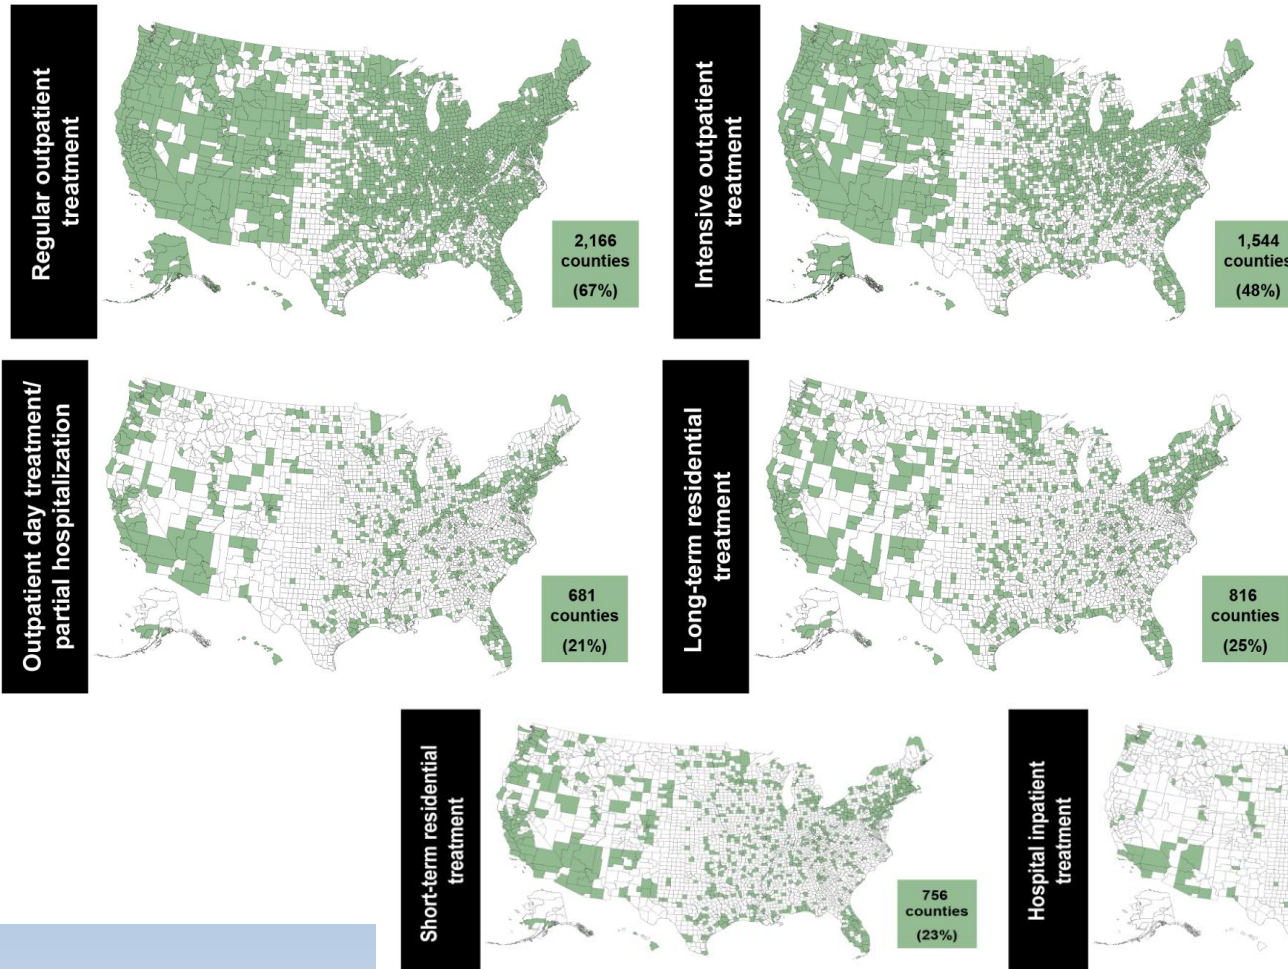 Regular outpatient
treatment
2,166
counties
(67%)
Intensive outpatient
treatment
1,544
counties
(48%)
Outpatient day treatment/
partial hospitalization
681
counties
(21%)
Long-term residential
treatment
816
counties
(25%)
Short-term residential
treatment
756
counties
(23%)
Hospital inpatient
treatment